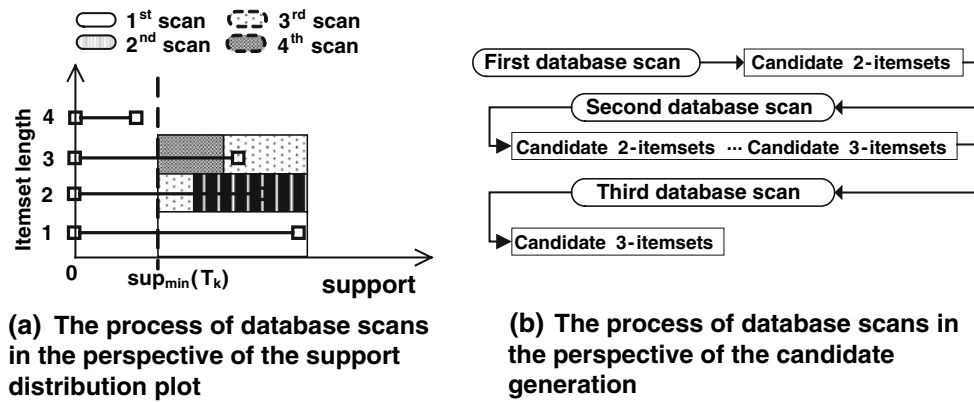 1st scan
3rd scan
2nd scan
4th scan
Itemset length
4
3
2
1
0
supmin(Tk)
support
(a) The process of database scans
in the perspective of the support
distribution plot
First database scan
Candidate 2-itemsets
Second database scan
Candidate 2-itemsets ··· Candidate 3-itemsets
Third database scan
Candidate 3-itemsets
(b) The process of database scans in
the perspective of the candidate
generation